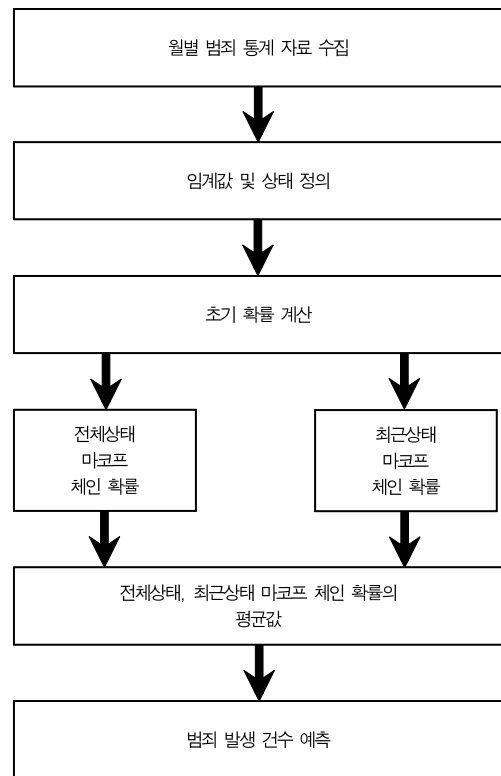 월별 범죄 통계 자료 수집
임계값 및 상태 정의
초기 확률 계산
전체상태
마코프
체인 확률
최근상태
마코프
체인 확률
전체상태, 최근상태 마코프 체인 확률의
평균값
범죄 발생 건수 예측